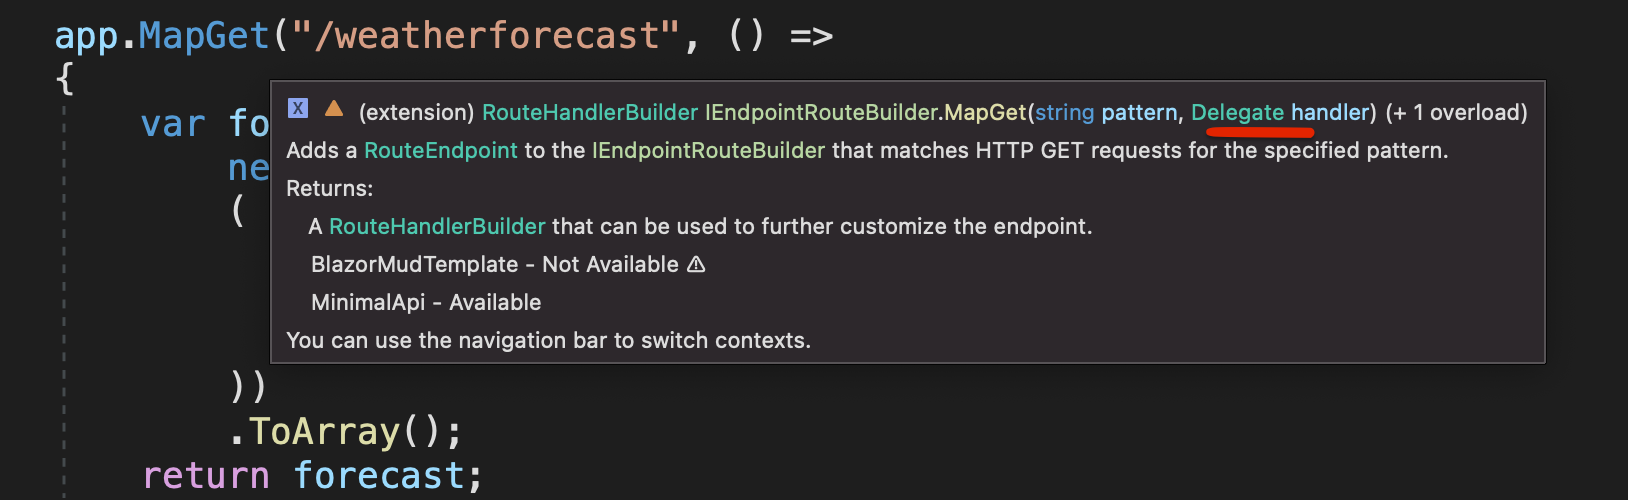 app.MapGet("/weatherforecast", () =>
{
X (extension) RouteHandlerBuilder IEndpointRouteBuilder.MapGet(string pattern, Delegate handler) (+ 1 overload)
var fo
Adds a RouteEndpoint to the IEndpointRouteBuilder that matches HTTP GET requests for the specified pattern.
ne
Returns:
(
A RouteHandlerBuilder that can be used to further customize the endpoint.
BlazorMudTemplate - Not Available ⚠
MinimalApi - Available
You can use the navigation bar to switch contexts.
))
.ToArray();
return forecast;